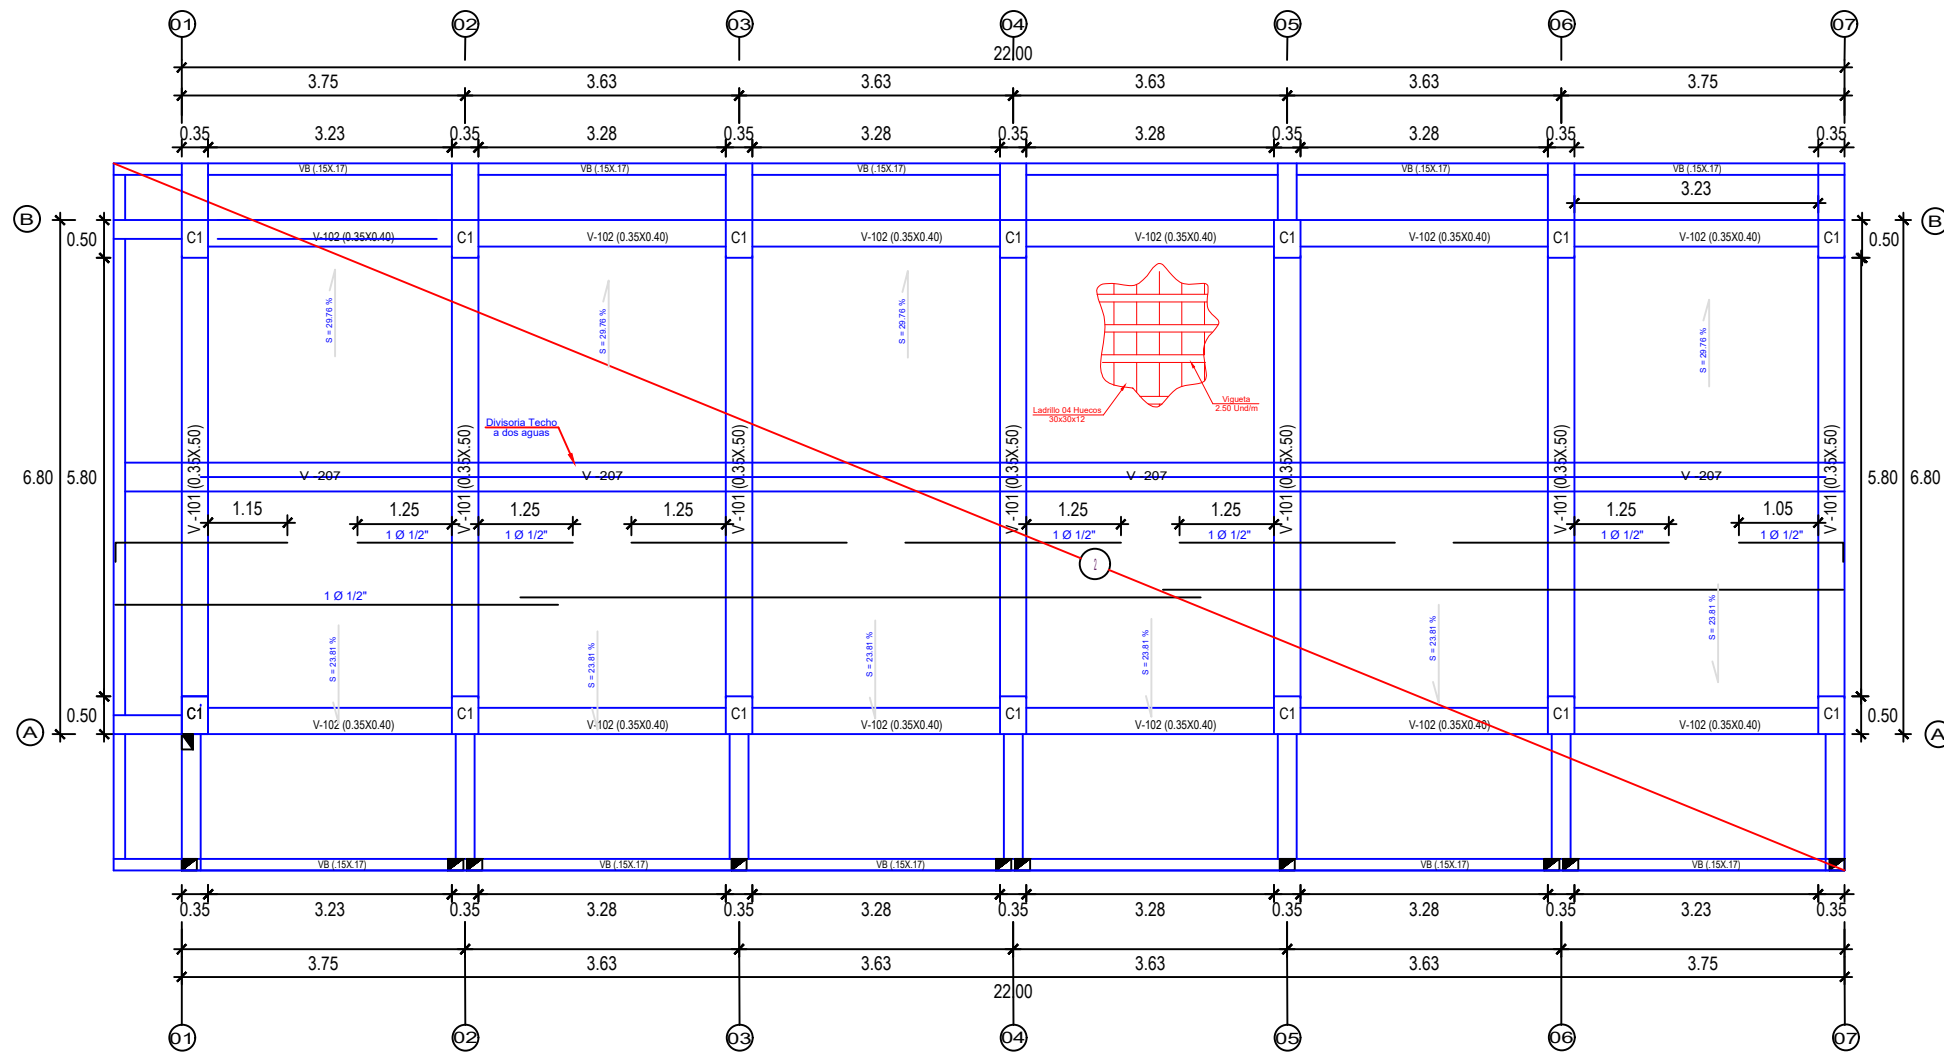 01 02 03 04 05 06 07
22.00
3.75 3.63 3.63 3.63 3.63 3.75
0.35 3.23 0.35 3.28 0.35 3.28 0.35 3.28 0.35 3.28 0.35 0.35
VB (.15X.17) VB (.15X.17) VB (.15X.17) VB (.15X.17) VB (.15X.17)
3.23
B B
0.50 C1 V-102 (0.35X0.40) C1 V-102 (0.35X0.40) C1 V-102 (0.35X0.40) C1 V-102 (0.35X0.40) C1 V-102 (0.35X0.40) C1 V-102 (0.35X0.40) C1 0.50
S = 29.76 % S = 29.76 % S = 29.76 % S = 29.76 %
Ladrillo 04 Huecos
30x30x12
Vigueta
2.50 Und/m
Divisoria Techo
a dos aguas
V-101 (0.35X.50) V-101 (0.35X.50) V-101 (0.35X.50) V-101 (0.35X.50) V-101 (0.35X.50) V-101 (0.35X.50) V-101 (0.35X.50)
6.80 5.80 V-207 V-207 V-207 V-207 5.80 6.80
1.15 1.25 1.25 1.25 1.25 1.25 1.25 1.05
1 Ø 1/2" 1 Ø 1/2" 1 Ø 1/2" 1 Ø 1/2" 1 Ø 1/2" 1 Ø 1/2"
2
1 Ø 1/2"
S = 23.81 % S = 23.81 % S = 23.81 % S = 23.81 % S = 23.81 % S = 23.81 %
0.50 C1 C1 C1 C1 C1 C1 C1 0.50
V-102 (0.35X0.40) V-102 (0.35X0.40) V-102 (0.35X0.40) V-102 (0.35X0.40) V-102 (0.35X0.40) V-102 (0.35X0.40)
A A
VB (.15X.17) VB (.15X.17) VB (.15X.17) VB (.15X.17) VB (.15X.17)
0.35 3.23 0.35 3.28 0.35 3.28 0.35 3.28 0.35 3.28 0.35 3.23 0.35
3.75 3.63 3.63 3.63 3.63 3.75
22.00
01 02 03 04 05 06 07